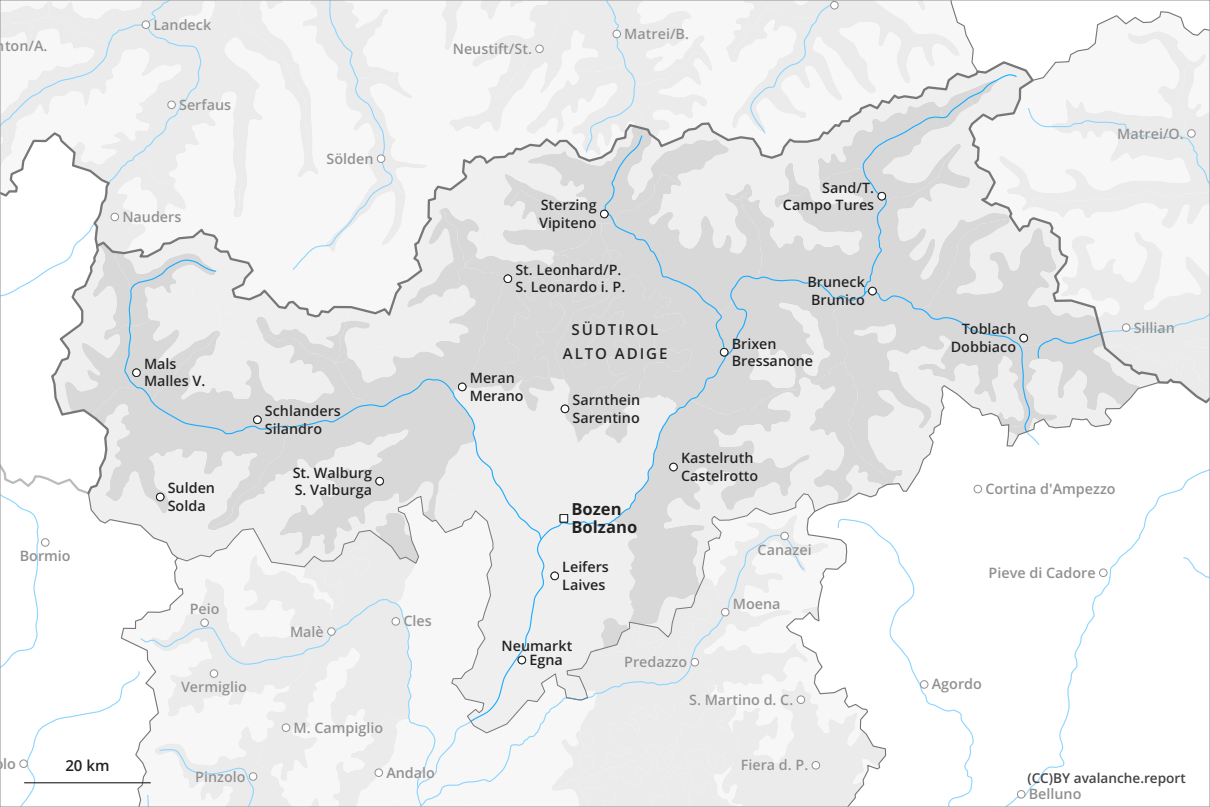 Landeck
Matrei/B.
nton/A.
Neustift/St.
Serfaus
Matrei/O.
Sölden
Sand/T.
Campo Tures
Nauders
Sterzing
Vipiteno
St. Leonhard/P.
S. Leonardo i. P.
Bruneck
Brunico
SÜDTIROL
ALTO ADIGE
Toblach
Dobbiaco
Sillian
Brixen
Bressanone
Mals
Malles V.
Meran
Merano
Sarnthein
Sarentino
Schlanders
Silandro
Kastelruth
Castelrotto
St. Walburg
S. Valburga
Sulden
Solda
Cortina d'Ampezzo
Bozen
Bolzano
Bormio
Canazei
Leifers
Laives
Pieve di Cadore
Peio
Moena
Malè
Cles
Neumarkt
Egna
Predazzo
Vermiglio
Agordo
S. Martino d. C.
M. Campiglio
olo
20 km
Pinzolo
Andalo
Fiera d. P.
(CC)BY avalanche.report
Belluno